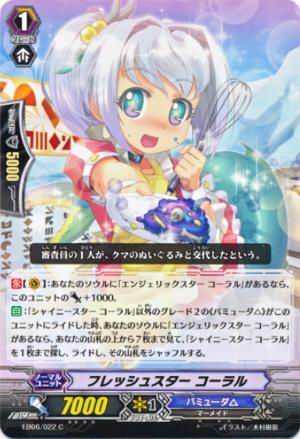 1
5000
審査員の1人が、クマのぬいぐるみと交代したという。
【永】:あなたのソウルに「エンジェリックスター コーラル」があるなら、
このユニットの +1000。
【自】:「シャイニースター コーラル」以外のグレード2の《バミューダ△》が
ライドした時、あなたのソウルに「エンジェリックスター コーラル」が
あるなら、あなたの山札の上から7枚まで見て、「シャイニースター コーラル」
を1枚まで探し、ライドし、その山札をシャッフルする。
ノーマル
ユニット
フレッシュスター コーラル
7000
1
バミューダ△
マーメイド
EB06/022 C
イラスト/木村樹崇